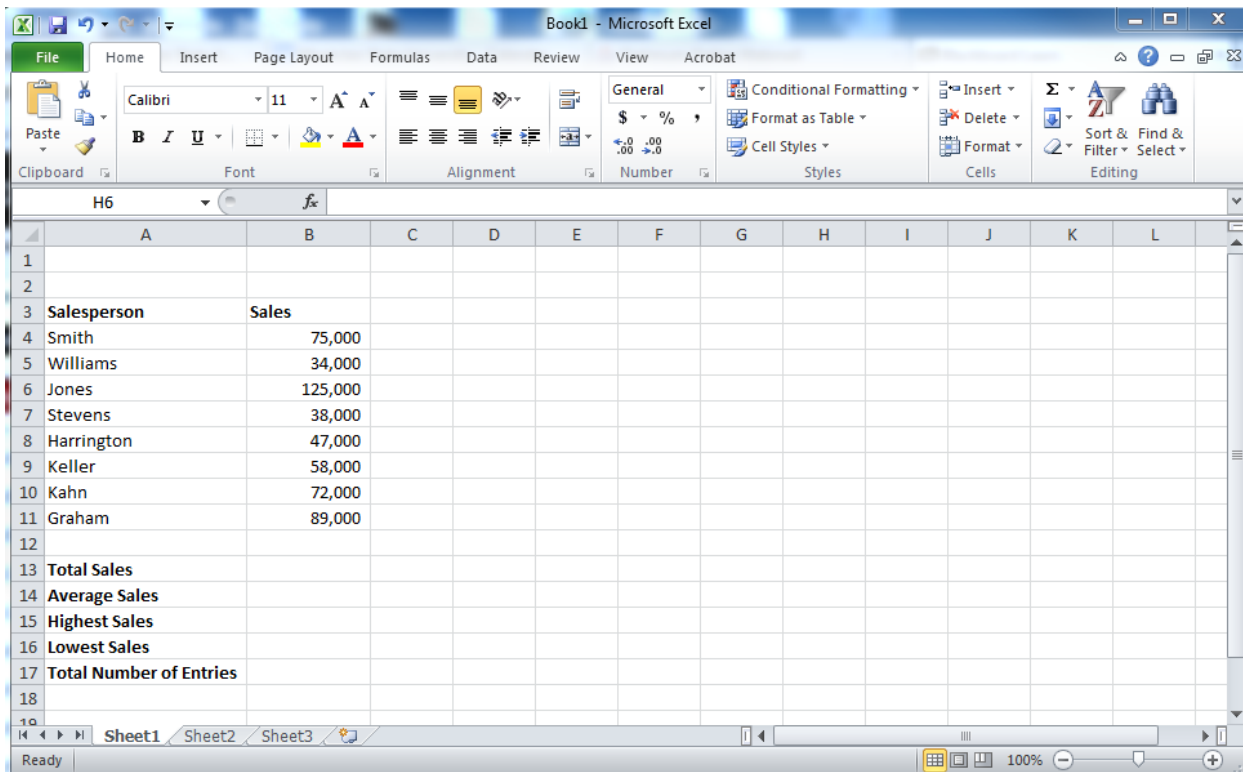 Book1 - Microsoft Excel
File Home Insert Page Layout Formulas Data Review View Acrobat
Paste
Clipboard
Calibri 11 A A
B I U A
Font
Alignment
General
$ % ,
.0 .00 .00 .0
Number
Conditional Formatting
Format as Table
Cell Styles
Styles
Insert
Delete
Format
Cells
Σ
Sort & Filter
Find & Select
Editing
H6 fx
A B C D E F G H I J K L
1
2
3 Salesperson Sales
4 Smith 75,000
5 Williams 34,000
6 Jones 125,000
7 Stevens 38,000
8 Harrington 47,000
9 Keller 58,000
10 Kahn 72,000
11 Graham 89,000
12
13 Total Sales
14 Average Sales
15 Highest Sales
16 Lowest Sales
17 Total Number of Entries
18
19
Sheet1 Sheet2 Sheet3
Ready 100%